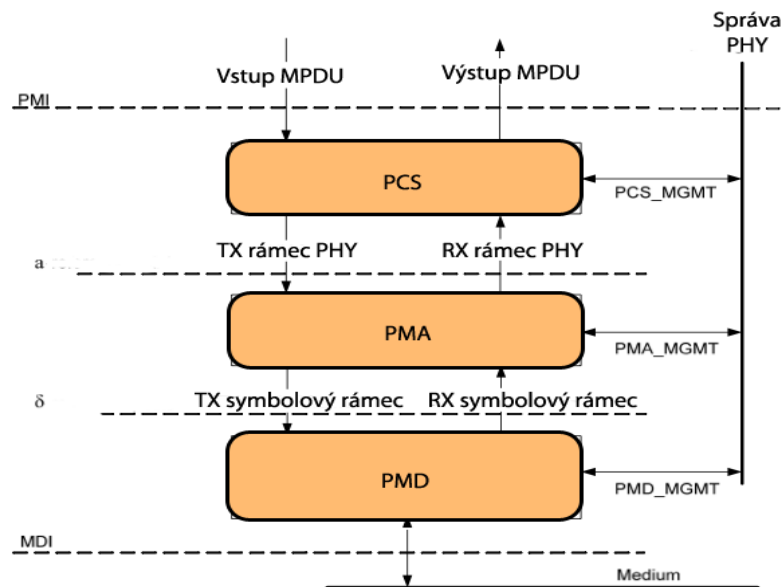 Správa
PHY
Vstup MPDU
Výstup MPDU
PMI
PCS
PCS_MGMT
TX rámec PHY
RX rámec PHY
a
PMA
PMA_MGMT
TX symbolový rámec
RX symbolový rámec
δ
PMD
PMD_MGMT
MDI
Medium